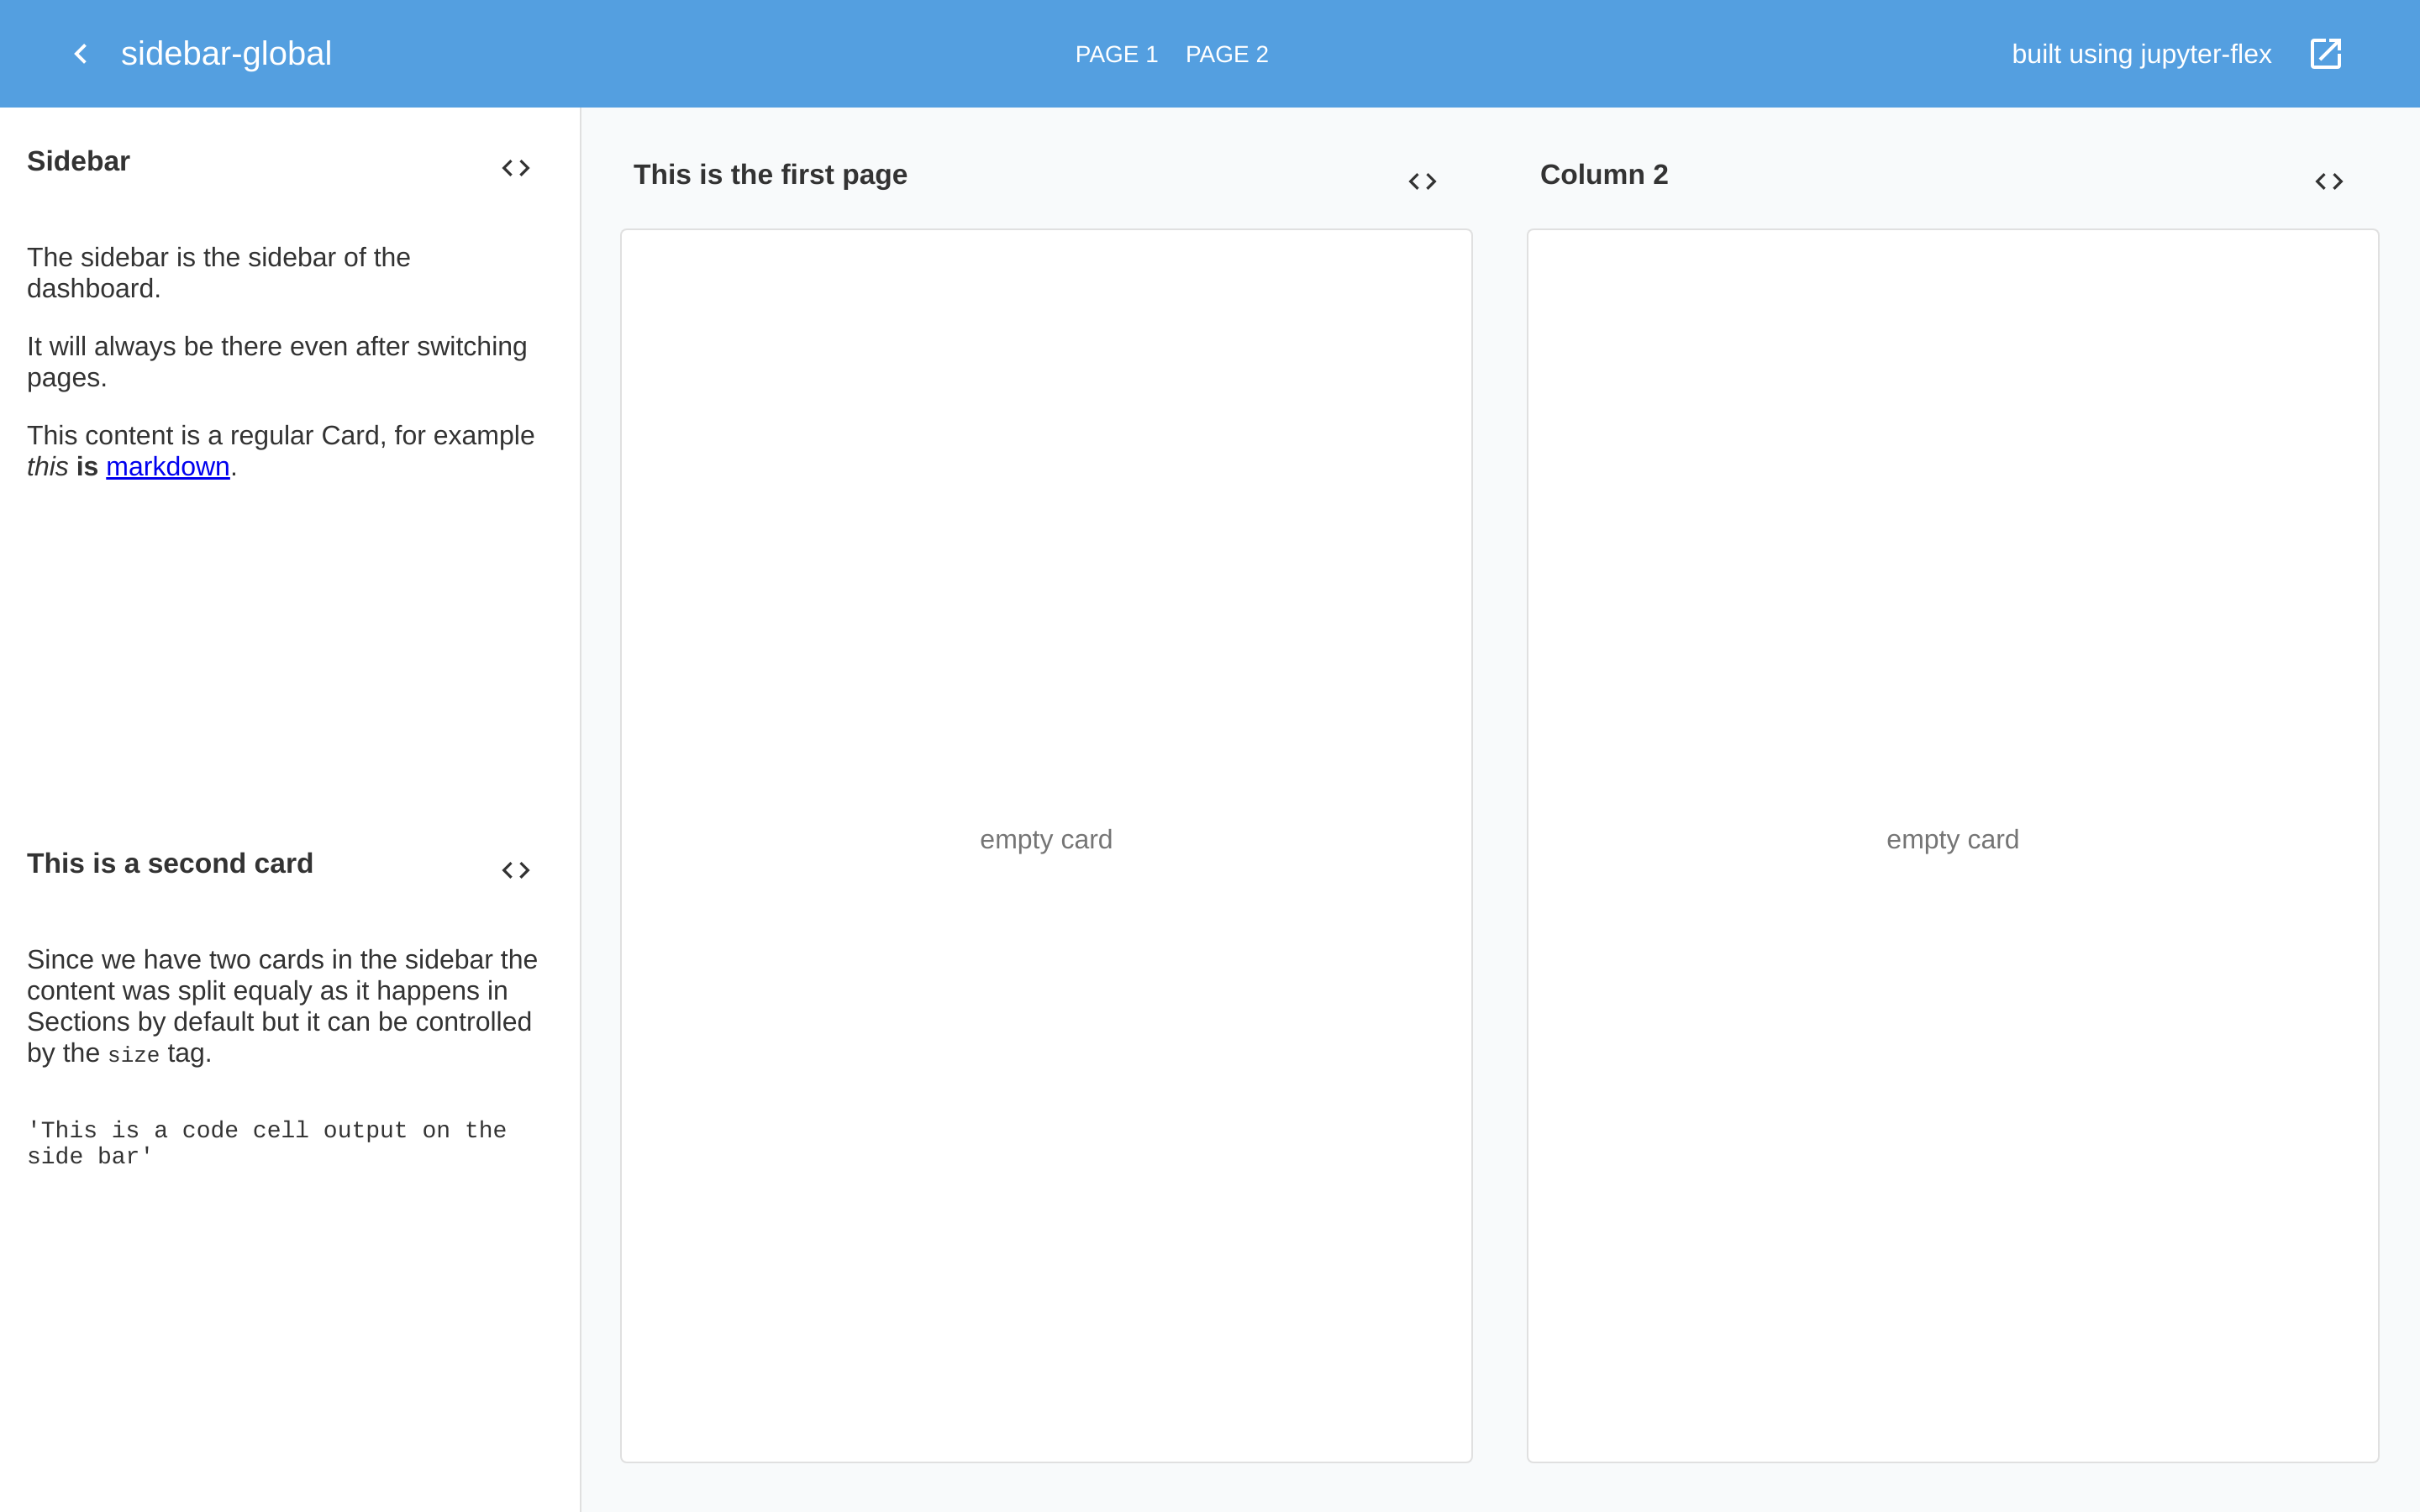 sidebar-global
PAGE 1 PAGE 2
built using jupyter-flex
Sidebar
The sidebar is the sidebar of the
dashboard.
It will always be there even after switching
pages.
This content is a regular Card, for example
this is markdown.
This is a second card
Since we have two cards in the sidebar the
content was split equaly as it happens in
Sections by default but it can be controlled
by the size tag.
'This is a code cell output on the
side bar'
This is the first page
empty card
Column 2
empty card